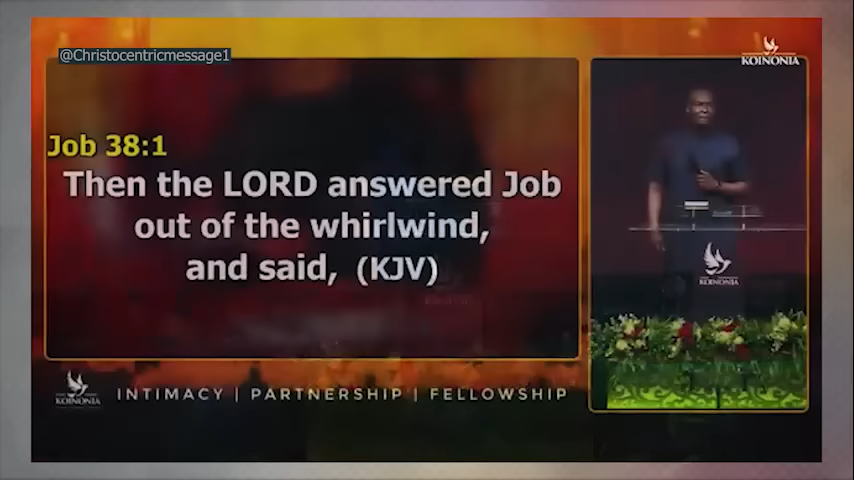 @Christocentricmessage1
KOINONIA
Job 38:1
Then the LORD answered Job
out of the whirlwind,
and said, (KJV)
KOINONIA
KOINONIA
INTIMACY | PARTNERSHIP | FELLOWSHIP